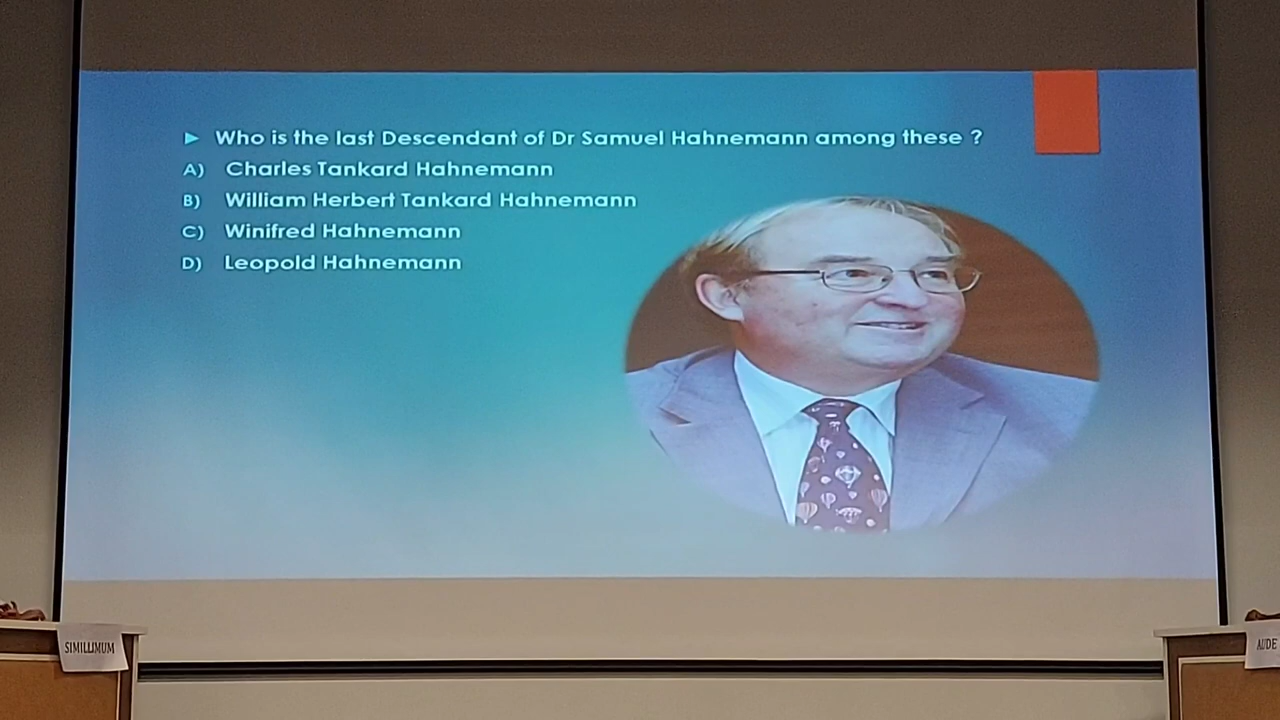 ► Who is the last Descendant of Dr Samuel Hahnemann among these ?
A) Charles Tankard Hahnemann
B) William Herbert Tankard Hahnemann
C) Winifred Hahnemann
D) Leopold Hahnemann
SIMILLIMUM
AUDE